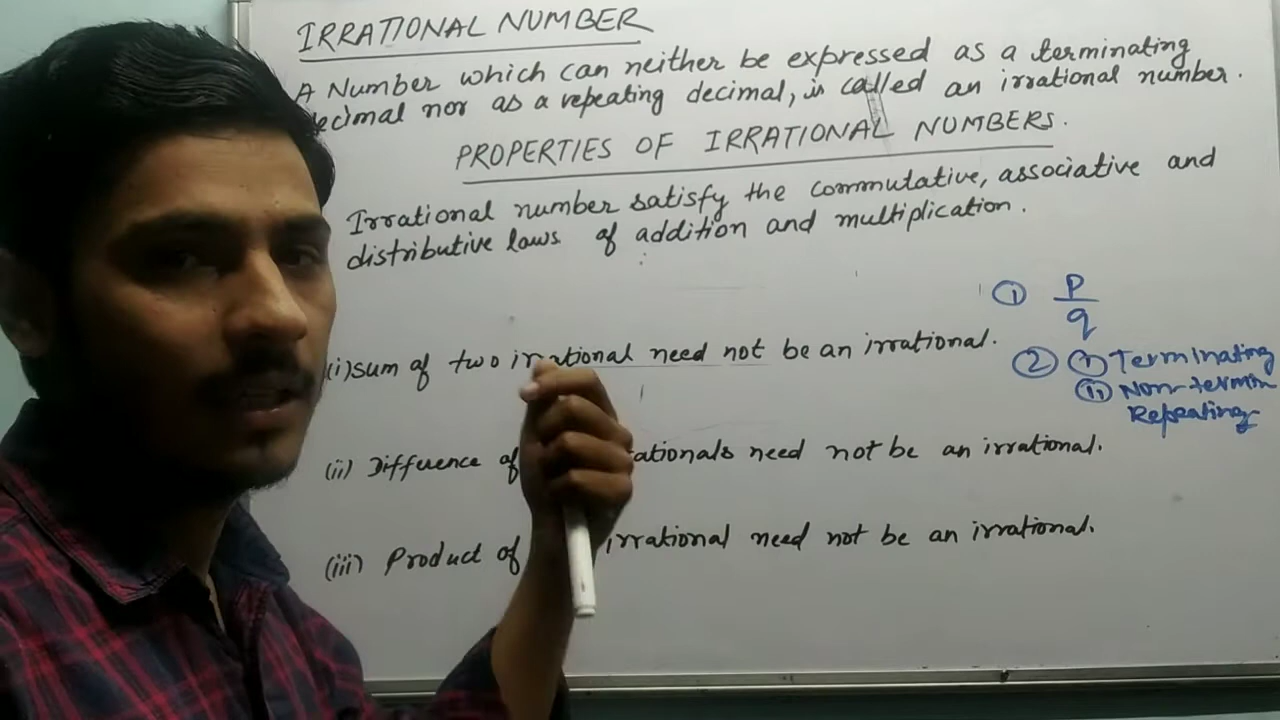 IRRATIONAL NUMBER
A Number which can neither be expressed as a terminating
ecimal nor as a repeating decimal, is called an irrational number.
PROPERTIES OF IRRATIONAL NUMBERS.
Irrational number satisfy the commutative, associative and
distributive laws of addition and multiplication.
① P/q
(i) sum of two irrational need not be an irrational.
② (i) Terminating
(ii) Non-termin
Repeating
(ii) Difference of ationals need not be an irrational.
(iii) Product of irrational need not be an irrational.